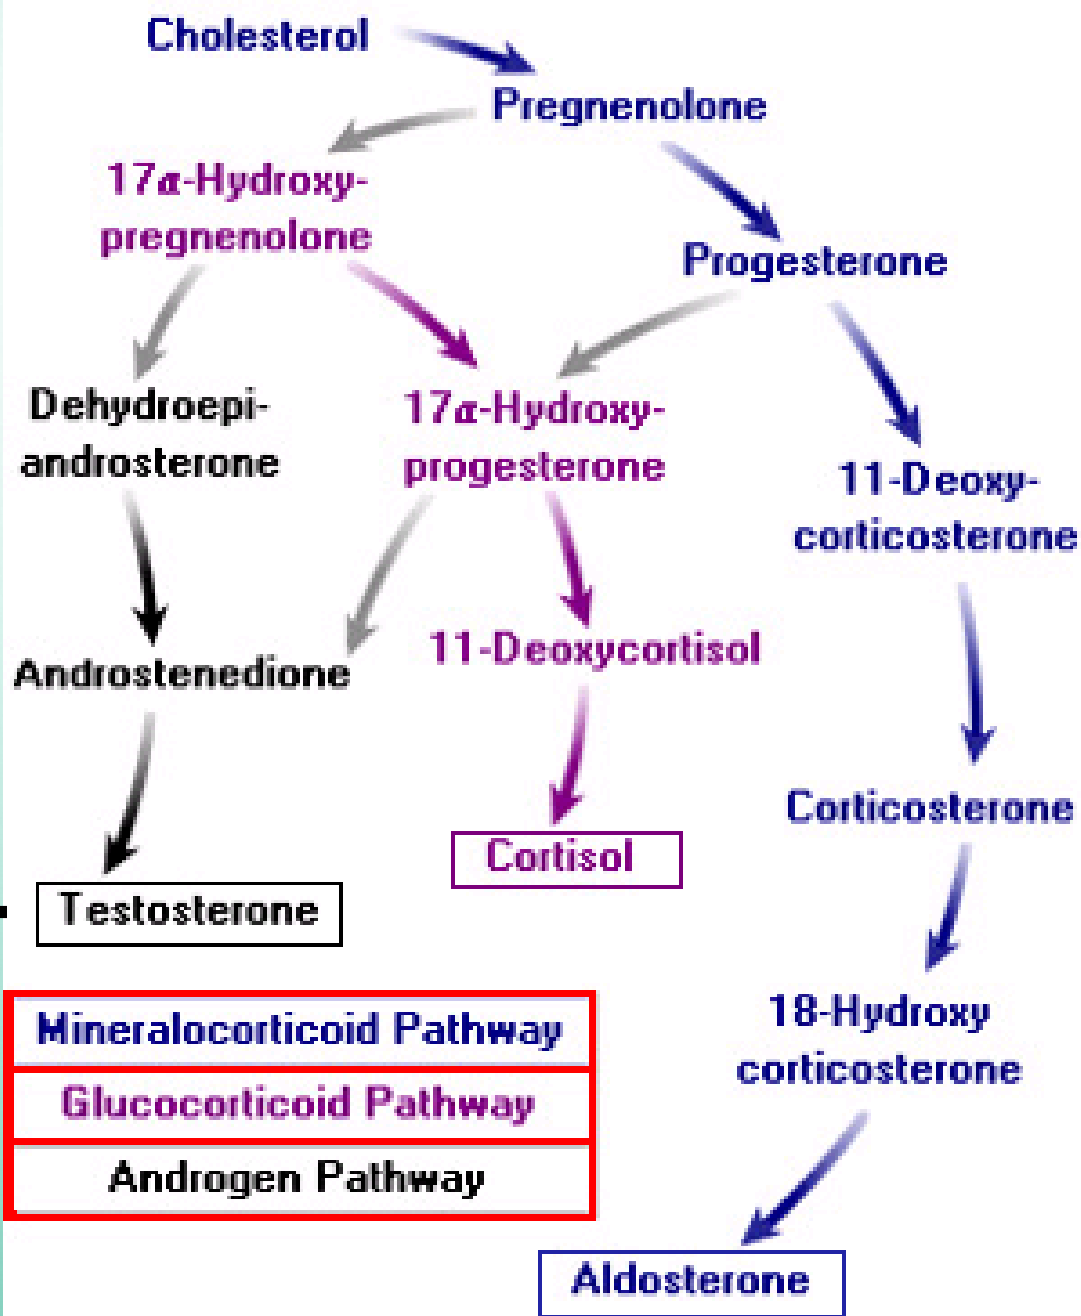 Cholesterol
Pregnenolone
17α-Hydroxy-
pregnenolone
Progesterone
Dehydroepi-
androsterone
17α-Hydroxy-
progesterone
11-Deoxy-
corticosterone
Androstenedione
11-Deoxycortisol
Corticosterone
Cortisol
Testosterone
18-Hydroxy
corticosterone
Mineralocorticoid Pathway
Glucocorticoid Pathway
Androgen Pathway
Aldosterone